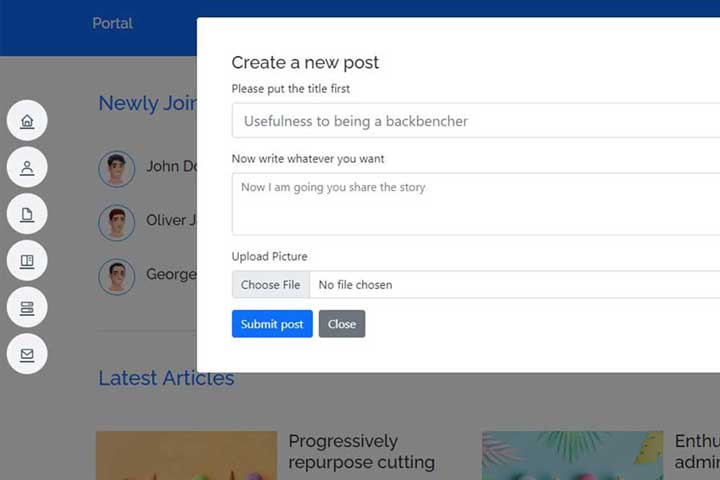 Portal
Create a new post
Please put the title first
Usefulness to being a backbencher
Now write whatever you want
Now I am going you share the story
Upload Picture
Choose File No file chosen
Submit post Close
Newly Join
John Do
Oliver J
George
Latest Articles
Progressively
repurpose cutting
Enthu
admin